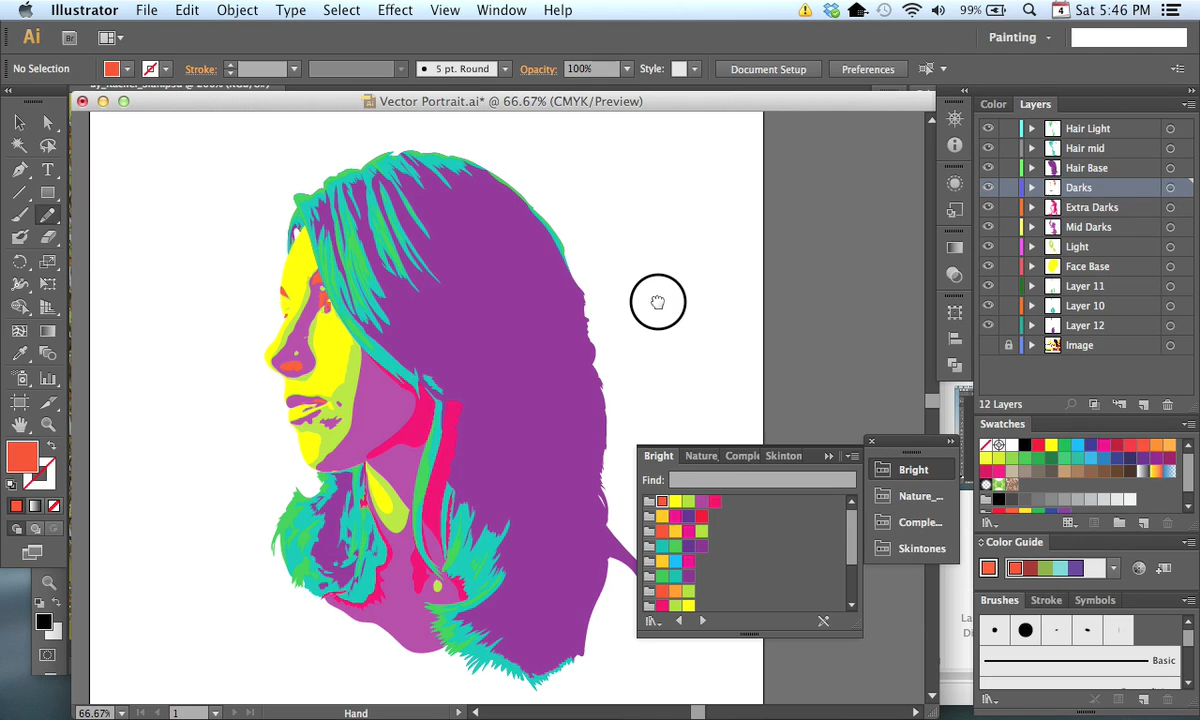 Illustrator File Edit Object Type Select Effect View Window Help 99% 4 Sat 5:46 PM
Ai Br Painting
No Selection Stroke: 5 pt. Round Opacity: 100% Style: Document Setup Preferences
Vector Portrait.ai* @ 66.67% (CMYK/Preview)
Color Layers
Hair Light
Hair mid
Hair Base
Darks
Extra Darks
Mid Darks
Light
Face Base
Layer 11
Layer 10
Layer 12
Image
12 Layers
Swatches
Bright Nature_ Comple Skinton
Find:
Bright
Nature_...
Comple...
Skintones
Color Guide
Brushes Stroke Symbols
Basic
66.67% 1 Hand